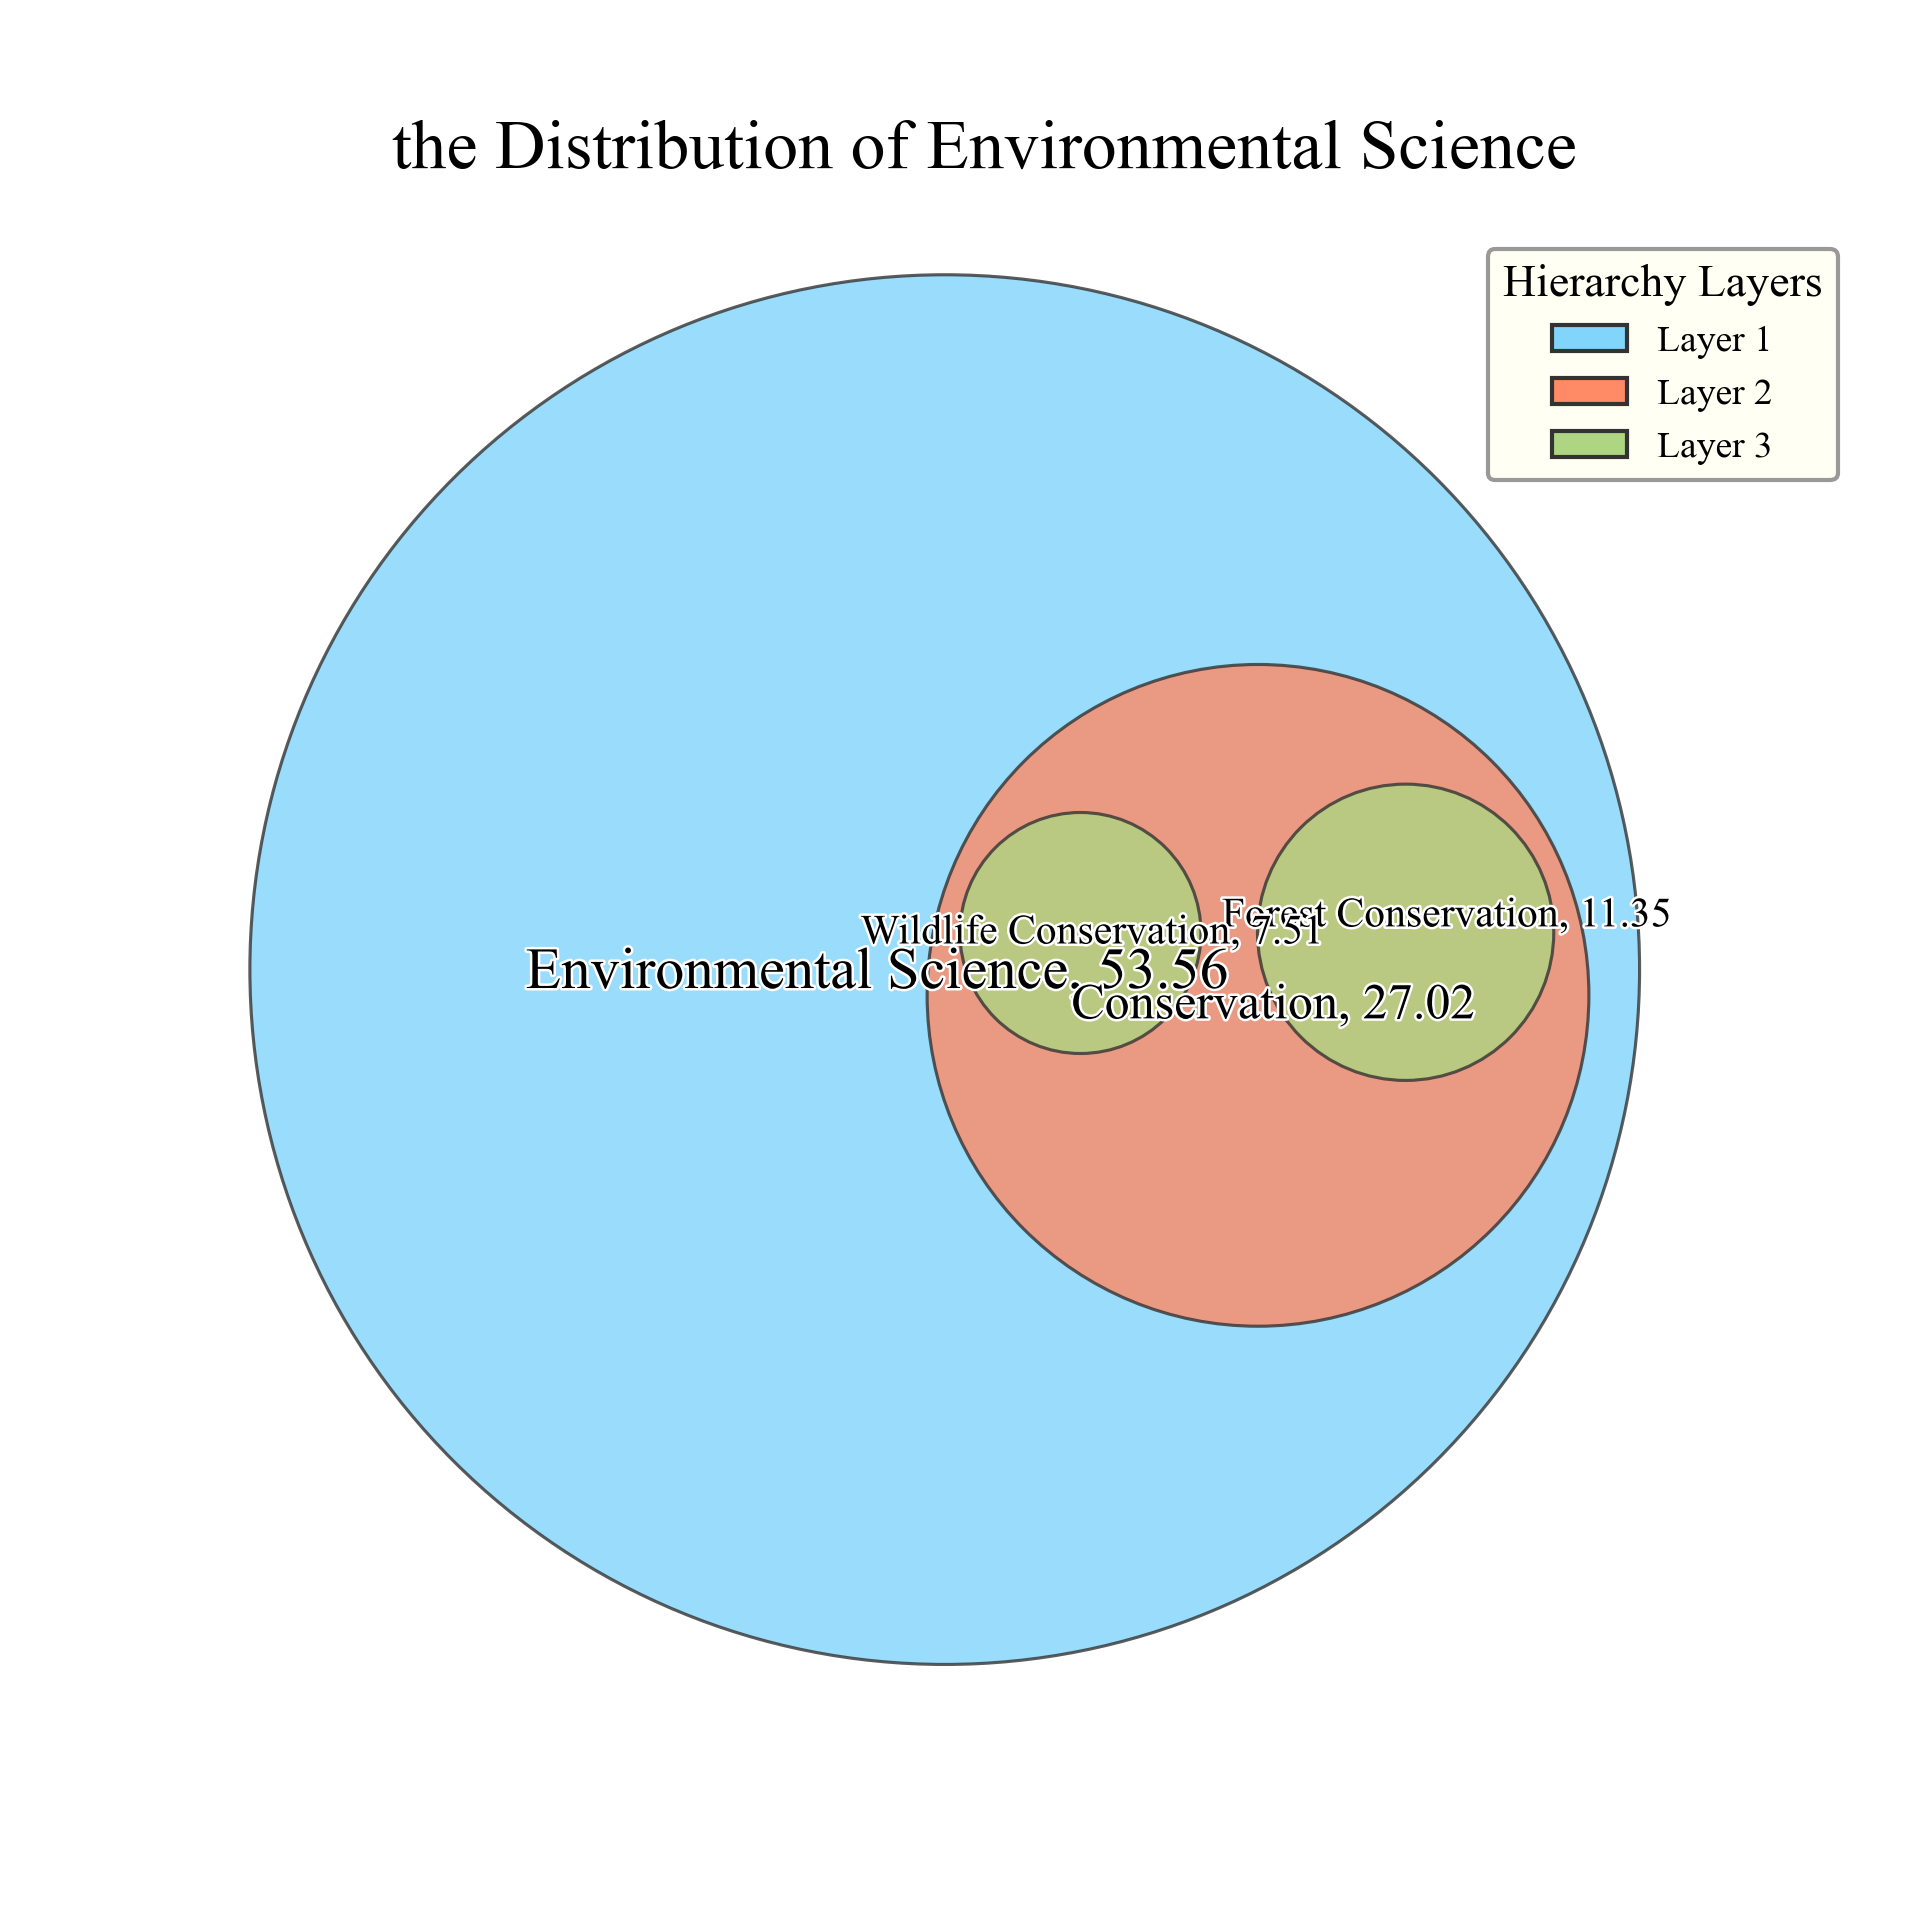 the Distribution of Environmental Science
Hierarchy Layers
Layer 1
Layer 2
Layer 3
Forest Conservation, 11.35
Wildlife Conservation, 7.51
Environmental Science, 53.56
Conservation, 27.02